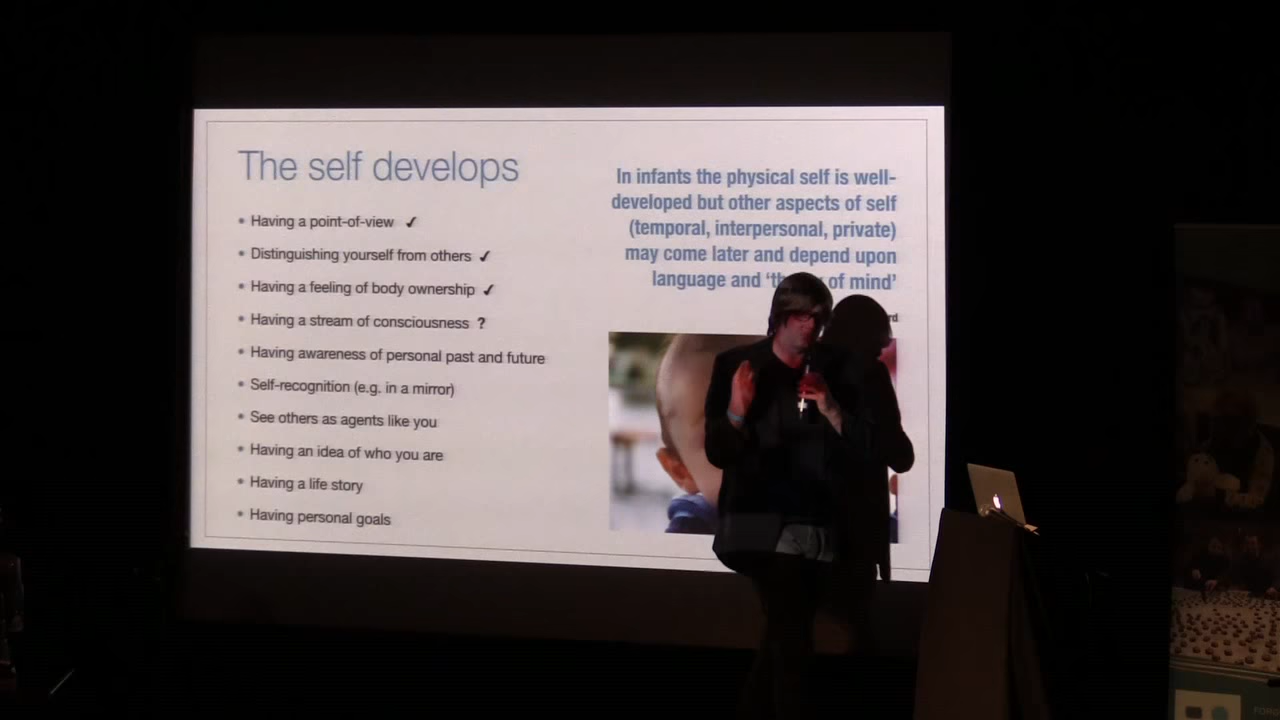 The self develops
• Having a point-of-view ✓
• Distinguishing yourself from others ✓
• Having a feeling of body ownership ✓
• Having a stream of consciousness ?
• Having awareness of personal past and future
• Self-recognition (e.g. in a mirror)
• See others as agents like you
• Having an idea of who you are
• Having a life story
• Having personal goals
In infants the physical self is well-
developed but other aspects of self
(temporal, interpersonal, private)
may come later and depend upon
language and of mind’